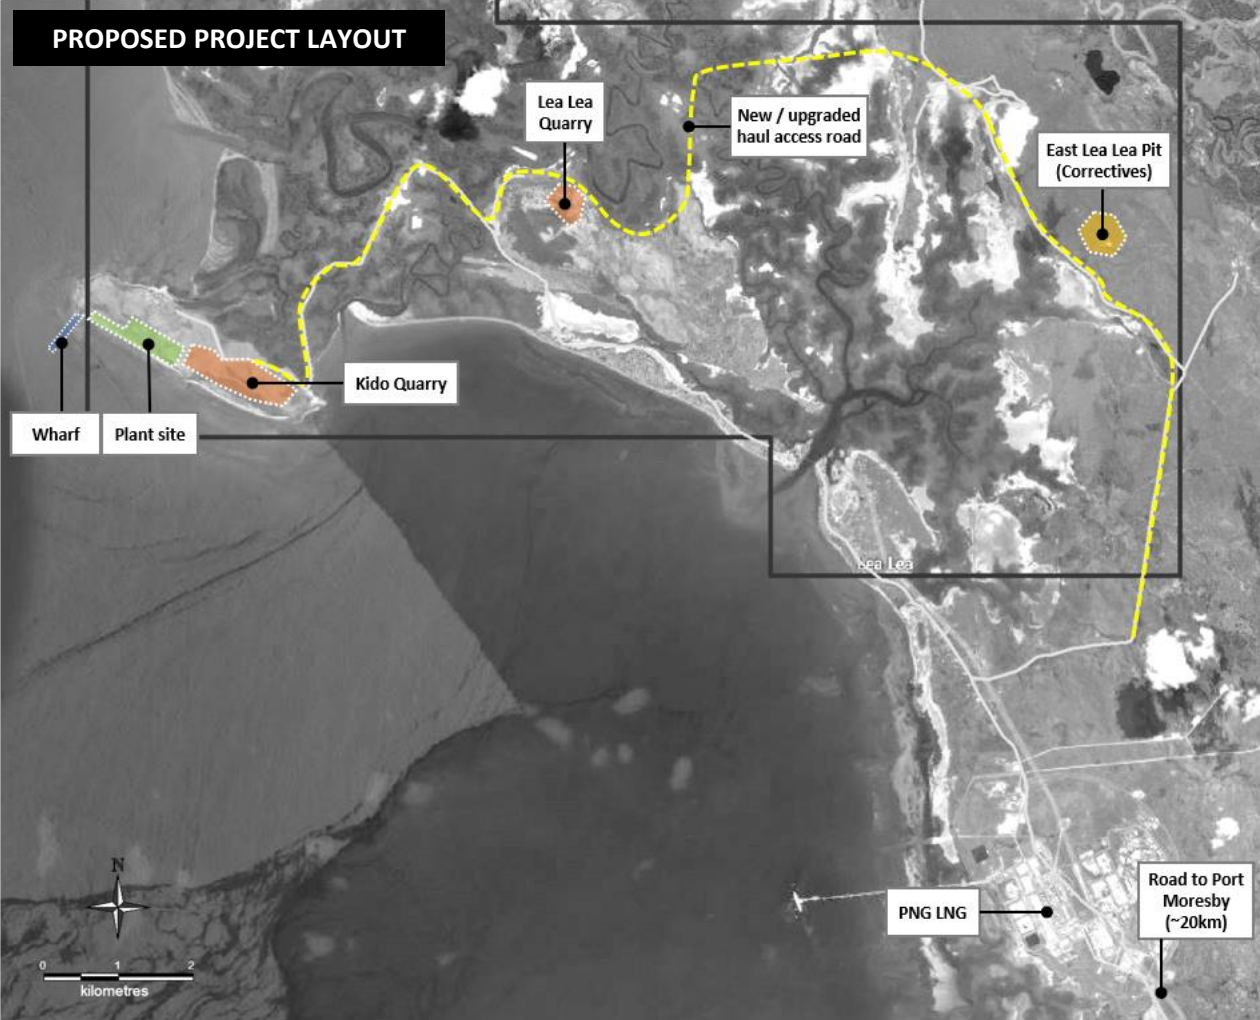 PROPOSED PROJECT LAYOUT
Lea Lea
Quarry
New / upgraded
haul access road
East Lea Lea Pit
(Correctives)
Kido Quarry
Wharf
Plant site
Lea Lea
N
0 1 2
kilometres
PNG LNG
Road to Port
Moresby
(~20km)